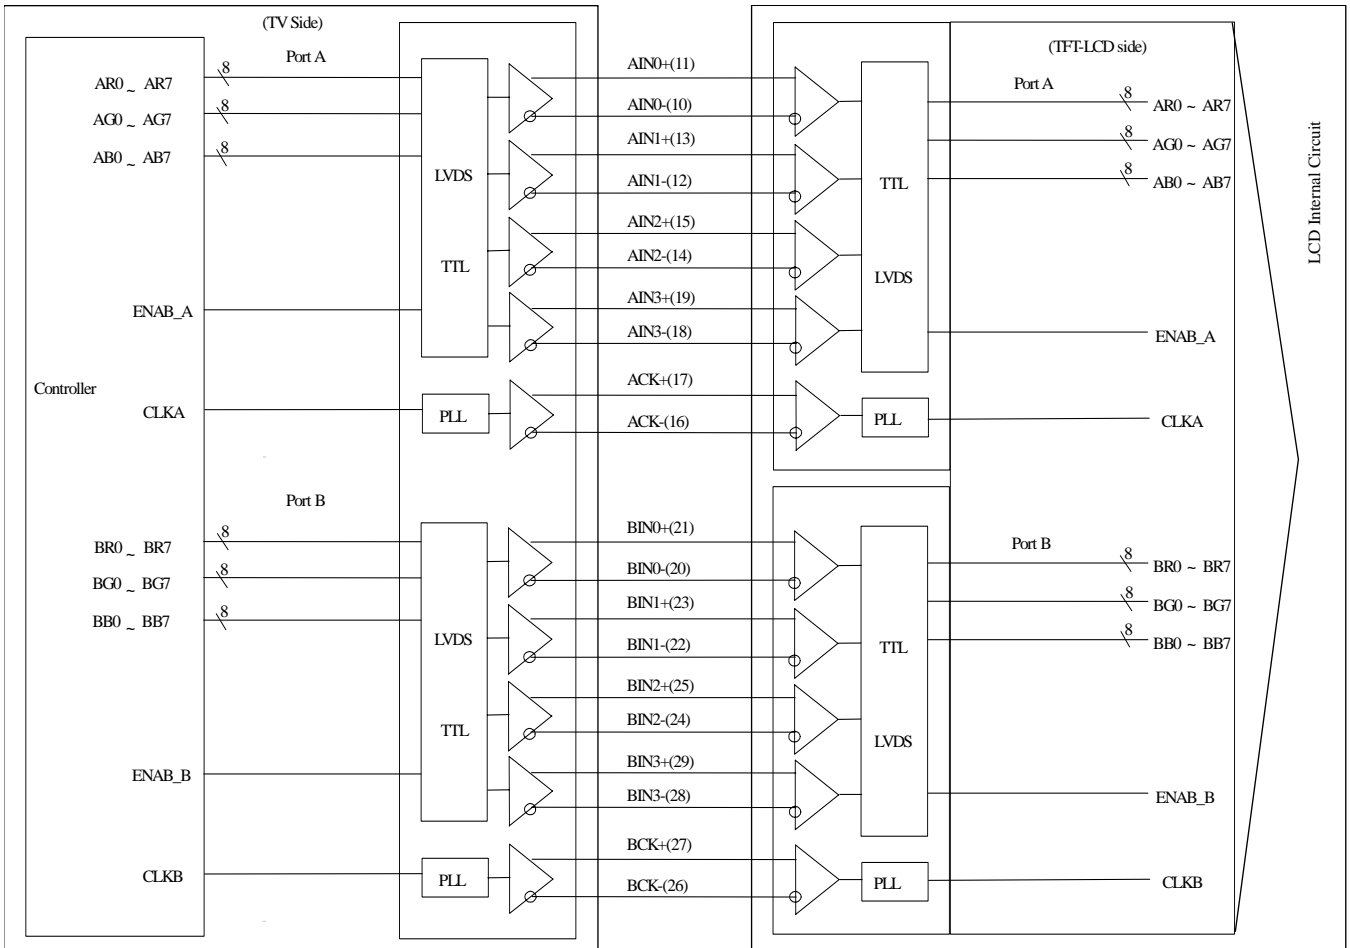 (TV Side)
Port A
8
AR0 ~ AR7
8
AG0 ~ AG7
8
AB0 ~ AB7
LVDS
TTL
ENAB_A
Controller
CLKA
PLL
AIN0+(11)
AIN0-(10)
AIN1+(13)
AIN1-(12)
AIN2+(15)
AIN2-(14)
AIN3+(19)
AIN3-(18)
ACK+(17)
ACK-(16)
(TFT-LCD side)
Port A
TTL
LVDS
PLL
8
AR0 ~ AR7
8
AG0 ~ AG7
8
AB0 ~ AB7
ENAB_A
CLKA
LCD Internal Circuit
Port B
8
BR0 ~ BR7
8
BG0 ~ BG7
8
BB0 ~ BB7
LVDS
TTL
ENAB_B
CLKB
PLL
BIN0+(21)
BIN0-(20)
BIN1+(23)
BIN1-(22)
BIN2+(25)
BIN2-(24)
BIN3+(29)
BIN3-(28)
BCK+(27)
BCK-(26)
Port B
TTL
LVDS
PLL
8
BR0 ~ BR7
8
BG0 ~ BG7
8
BB0 ~ BB7
ENAB_B
CLKB